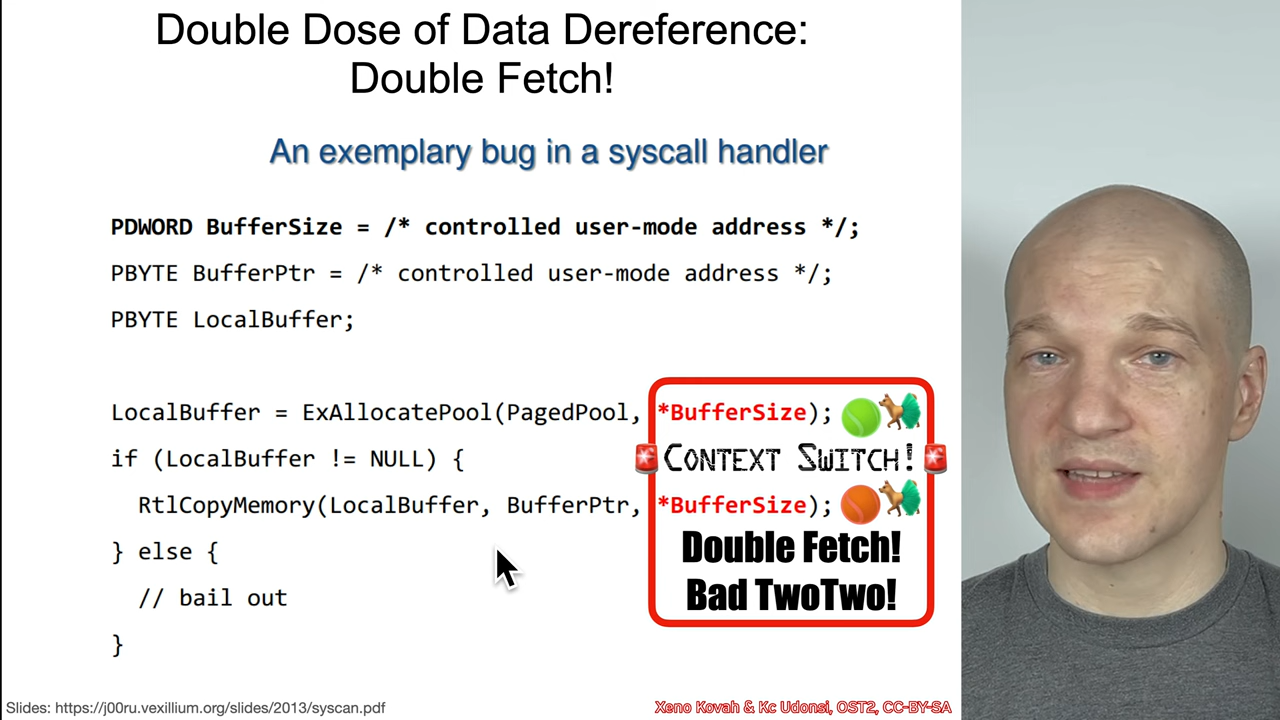 Double Dose of Data Dereference:
Double Fetch!
An exemplary bug in a syscall handler
PDWORD BufferSize = /* controlled user-mode address */;
PBYTE BufferPtr = /* controlled user-mode address */;
PBYTE LocalBuffer;
LocalBuffer = ExAllocatePool(PagedPool, *BufferSize);
Context Switch!
if (LocalBuffer != NULL) {
RtlCopyMemory(LocalBuffer, BufferPtr, *BufferSize);
Double Fetch!
} else {
Bad TwoTwo!
// bail out
}
Slides: https://j00ru.vexillium.org/slides/2013/syscan.pdf
Xeno Kovah & Kc Udonsi, OST2, CC-BY-SA